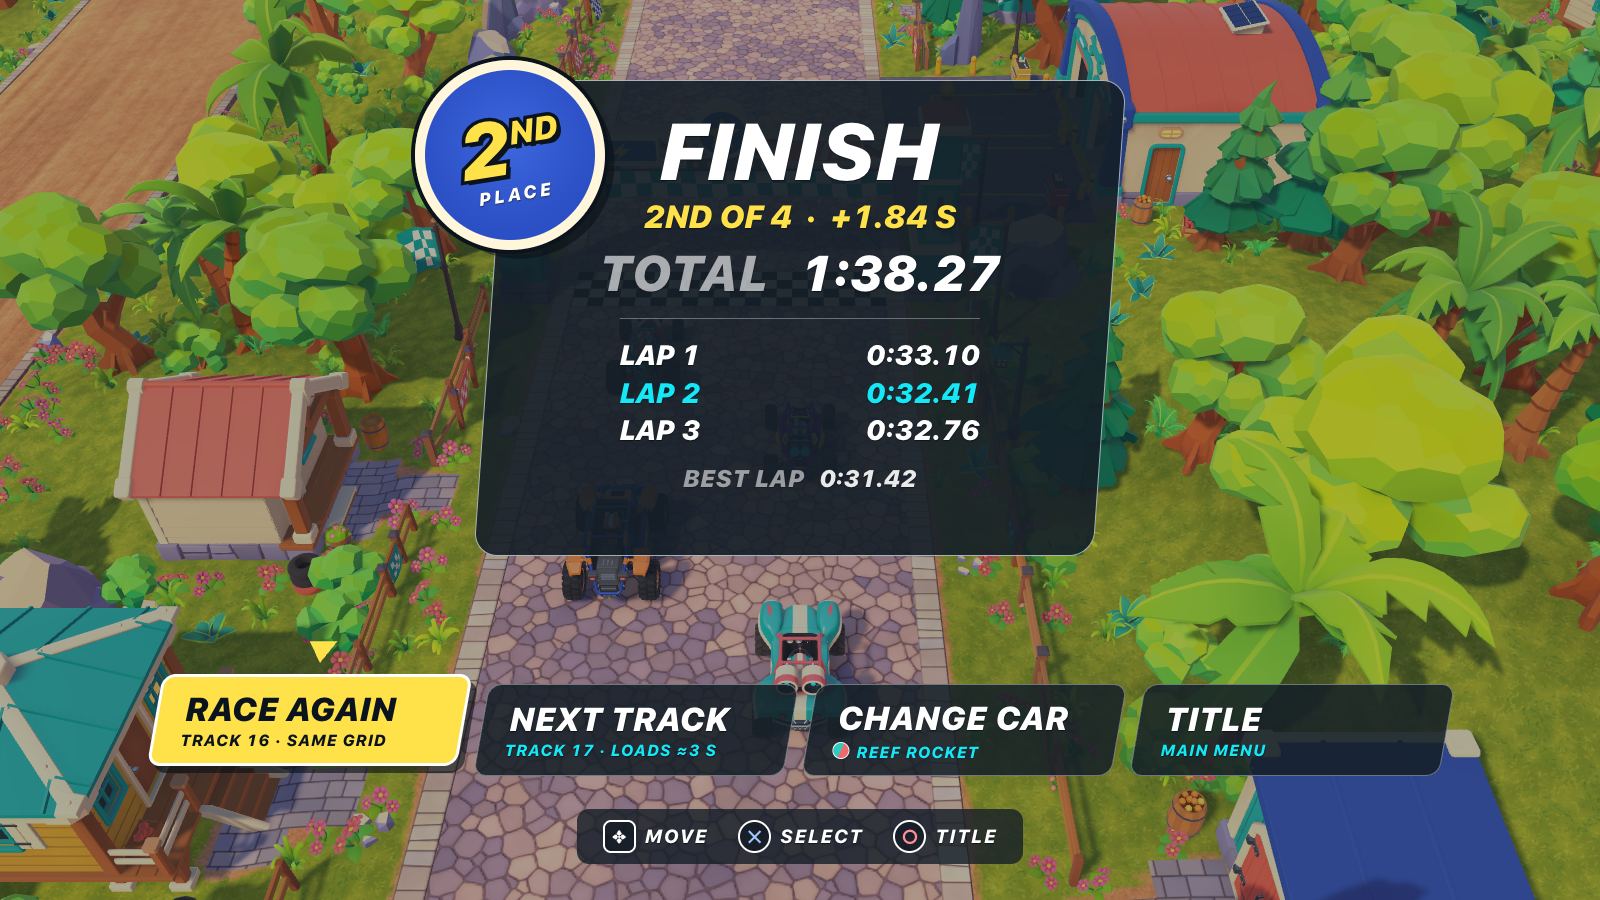 2ND
PLACE
FINISH
2ND OF 4 · +1.84 S
TOTAL 1:38.27
LAP 1 0:33.10
LAP 2 0:32.41
LAP 3 0:32.76
BEST LAP 0:31.42
RACE AGAIN
TRACK 16 · SAME GRID
NEXT TRACK
TRACK 17 · LOADS ≈3 S
CHANGE CAR
REEF ROCKET
TITLE
MAIN MENU
MOVE SELECT TITLE